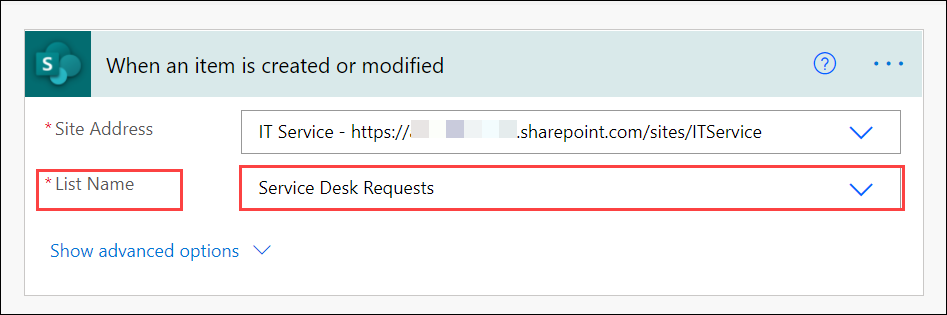 S
When an item is created or modified
?
* Site Address
IT Service - https:// .sharepoint.com/sites/ITService
* List Name
Service Desk Requests
Show advanced options